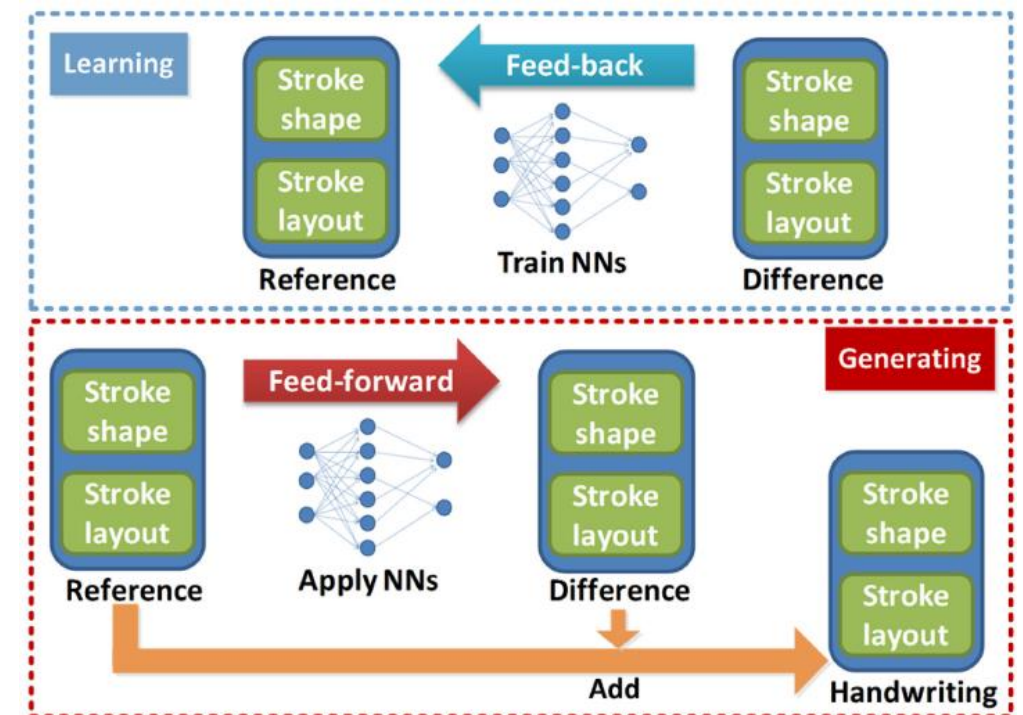 Learning
Stroke
shape
Stroke
layout
Reference
Feed-back
Train NNs
Stroke
shape
Stroke
layout
Difference
Generating
Stroke
shape
Stroke
layout
Reference
Feed-forward
Apply NNs
Stroke
shape
Stroke
layout
Difference
Add
Stroke
shape
Stroke
layout
Handwriting